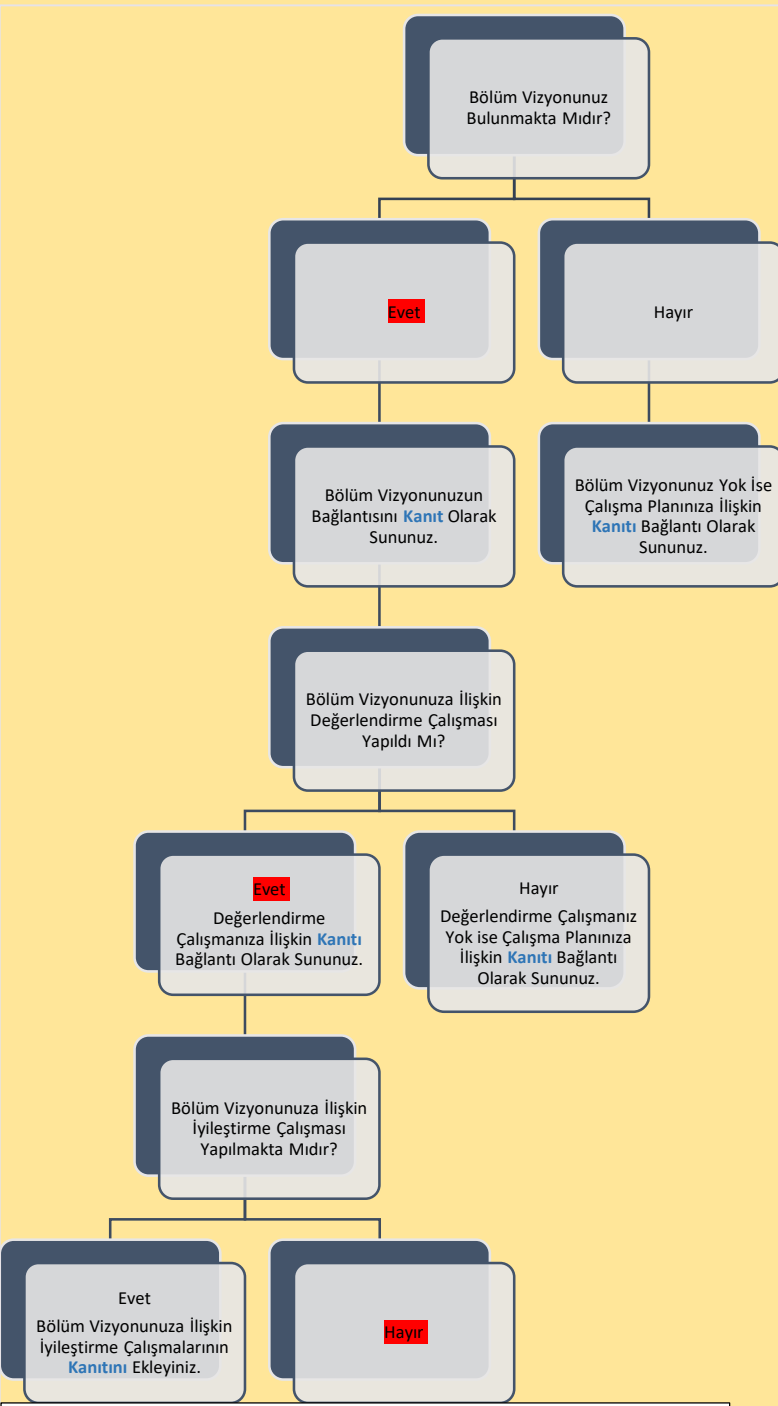 Bölüm Vizyonunuz
Bulunmakta Mıdır?
Evet
Hayır
Bölüm Vizyonunuzun
Bağlantısını Kanıt Olarak
Sununuz.
Bölüm Vizyonunuz Yok İse
Çalışma Planınıza İlişkin
Kanıtı Bağlantı Olarak
Sununuz.
Bölüm Vizyonunuza İlişkin
Değerlendirme Çalışması
Yapıldı Mı?
Evet
Değerlendirme
Çalışmanıza İlişkin Kanıtı
Bağlantı Olarak Sununuz.
Hayır
Değerlendirme Çalışmanız
Yok ise Çalışma Planınıza
İlişkin Kanıtı Bağlantı
Olarak Sununuz.
Bölüm Vizyonunuza İlişkin
İyileştirme Çalışması
Yapılmakta Mıdır?
Evet
Bölüm Vizyonunuza İlişkin
İyileştirme Çalışmalarının
Kanıtını Ekleyiniz.
Hayır